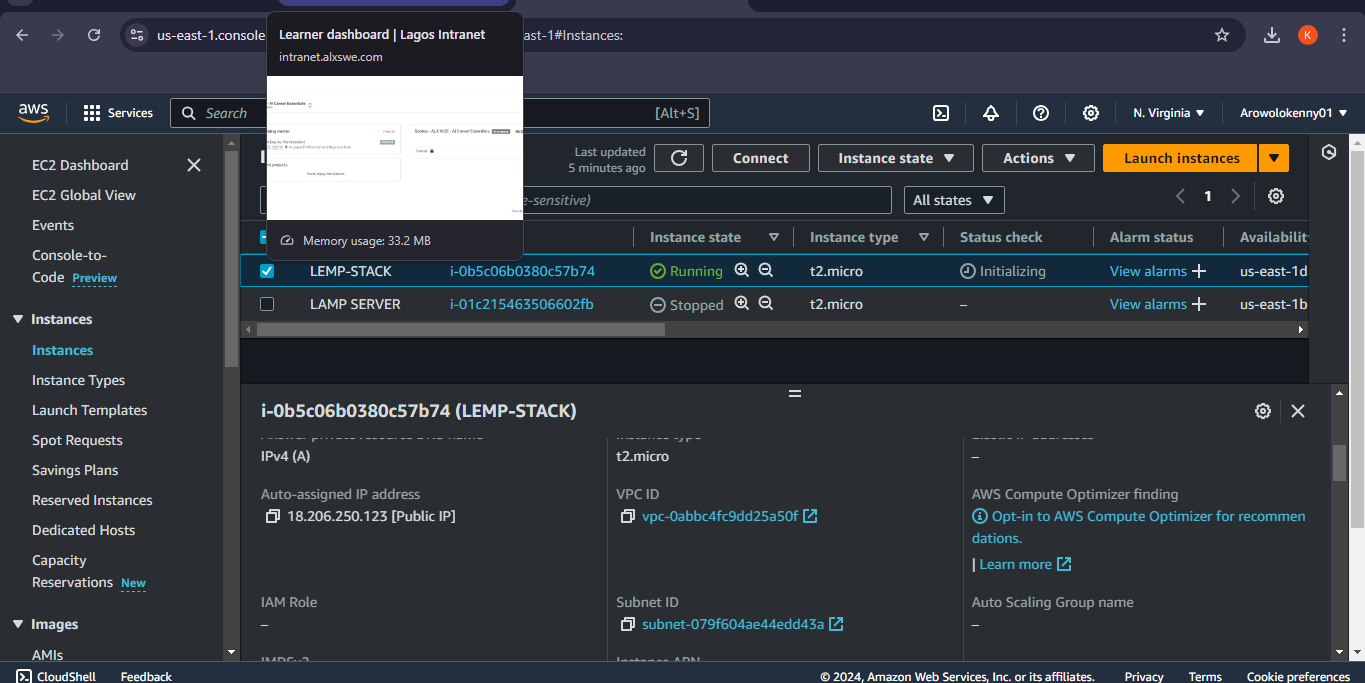 Learner dashboard | Lagos Intranet
intranet.alxswe.com
us-east-1.console
ast-1#Instances:
K
aws
Services
Search
[Alt+S]
N. Virginia
Arowolokenny01
AI Career Essentials
Memory usage: 33.2 MB
EC2 Dashboard
EC2 Global View
Events
Console-to-
Code Preview
Instances
Instances
Instance Types
Launch Templates
Spot Requests
Savings Plans
Reserved Instances
Dedicated Hosts
Capacity
Reservations New
Images
AMIs
Last updated
5 minutes ago
Connect
Instance state
Actions
Launch instances
e-sensitive)
All states
1
Instance state
Instance type
Status check
Alarm status
Availability
LEMP-STACK
i-0b5c06b0380c57b74
Running
t2.micro
Initializing
View alarms
us-east-1d
LAMP SERVER
i-01c215463506602fb
Stopped
t2.micro
–
View alarms
us-east-1b
i-0b5c06b0380c57b74 (LEMP-STACK)
IPv4 (A)
t2.micro
–
Auto-assigned IP address
18.206.250.123 [Public IP]
VPC ID
vpc-0abbc4fc9dd25a50f
AWS Compute Optimizer finding
Opt-in to AWS Compute Optimizer for recommen
dations.
| Learn more
IAM Role
–
Subnet ID
subnet-079f604ae44edd43a
Auto Scaling Group name
–
CloudShell
Feedback
© 2024, Amazon Web Services, Inc. or its affiliates.
Privacy
Terms
Cookie preferences